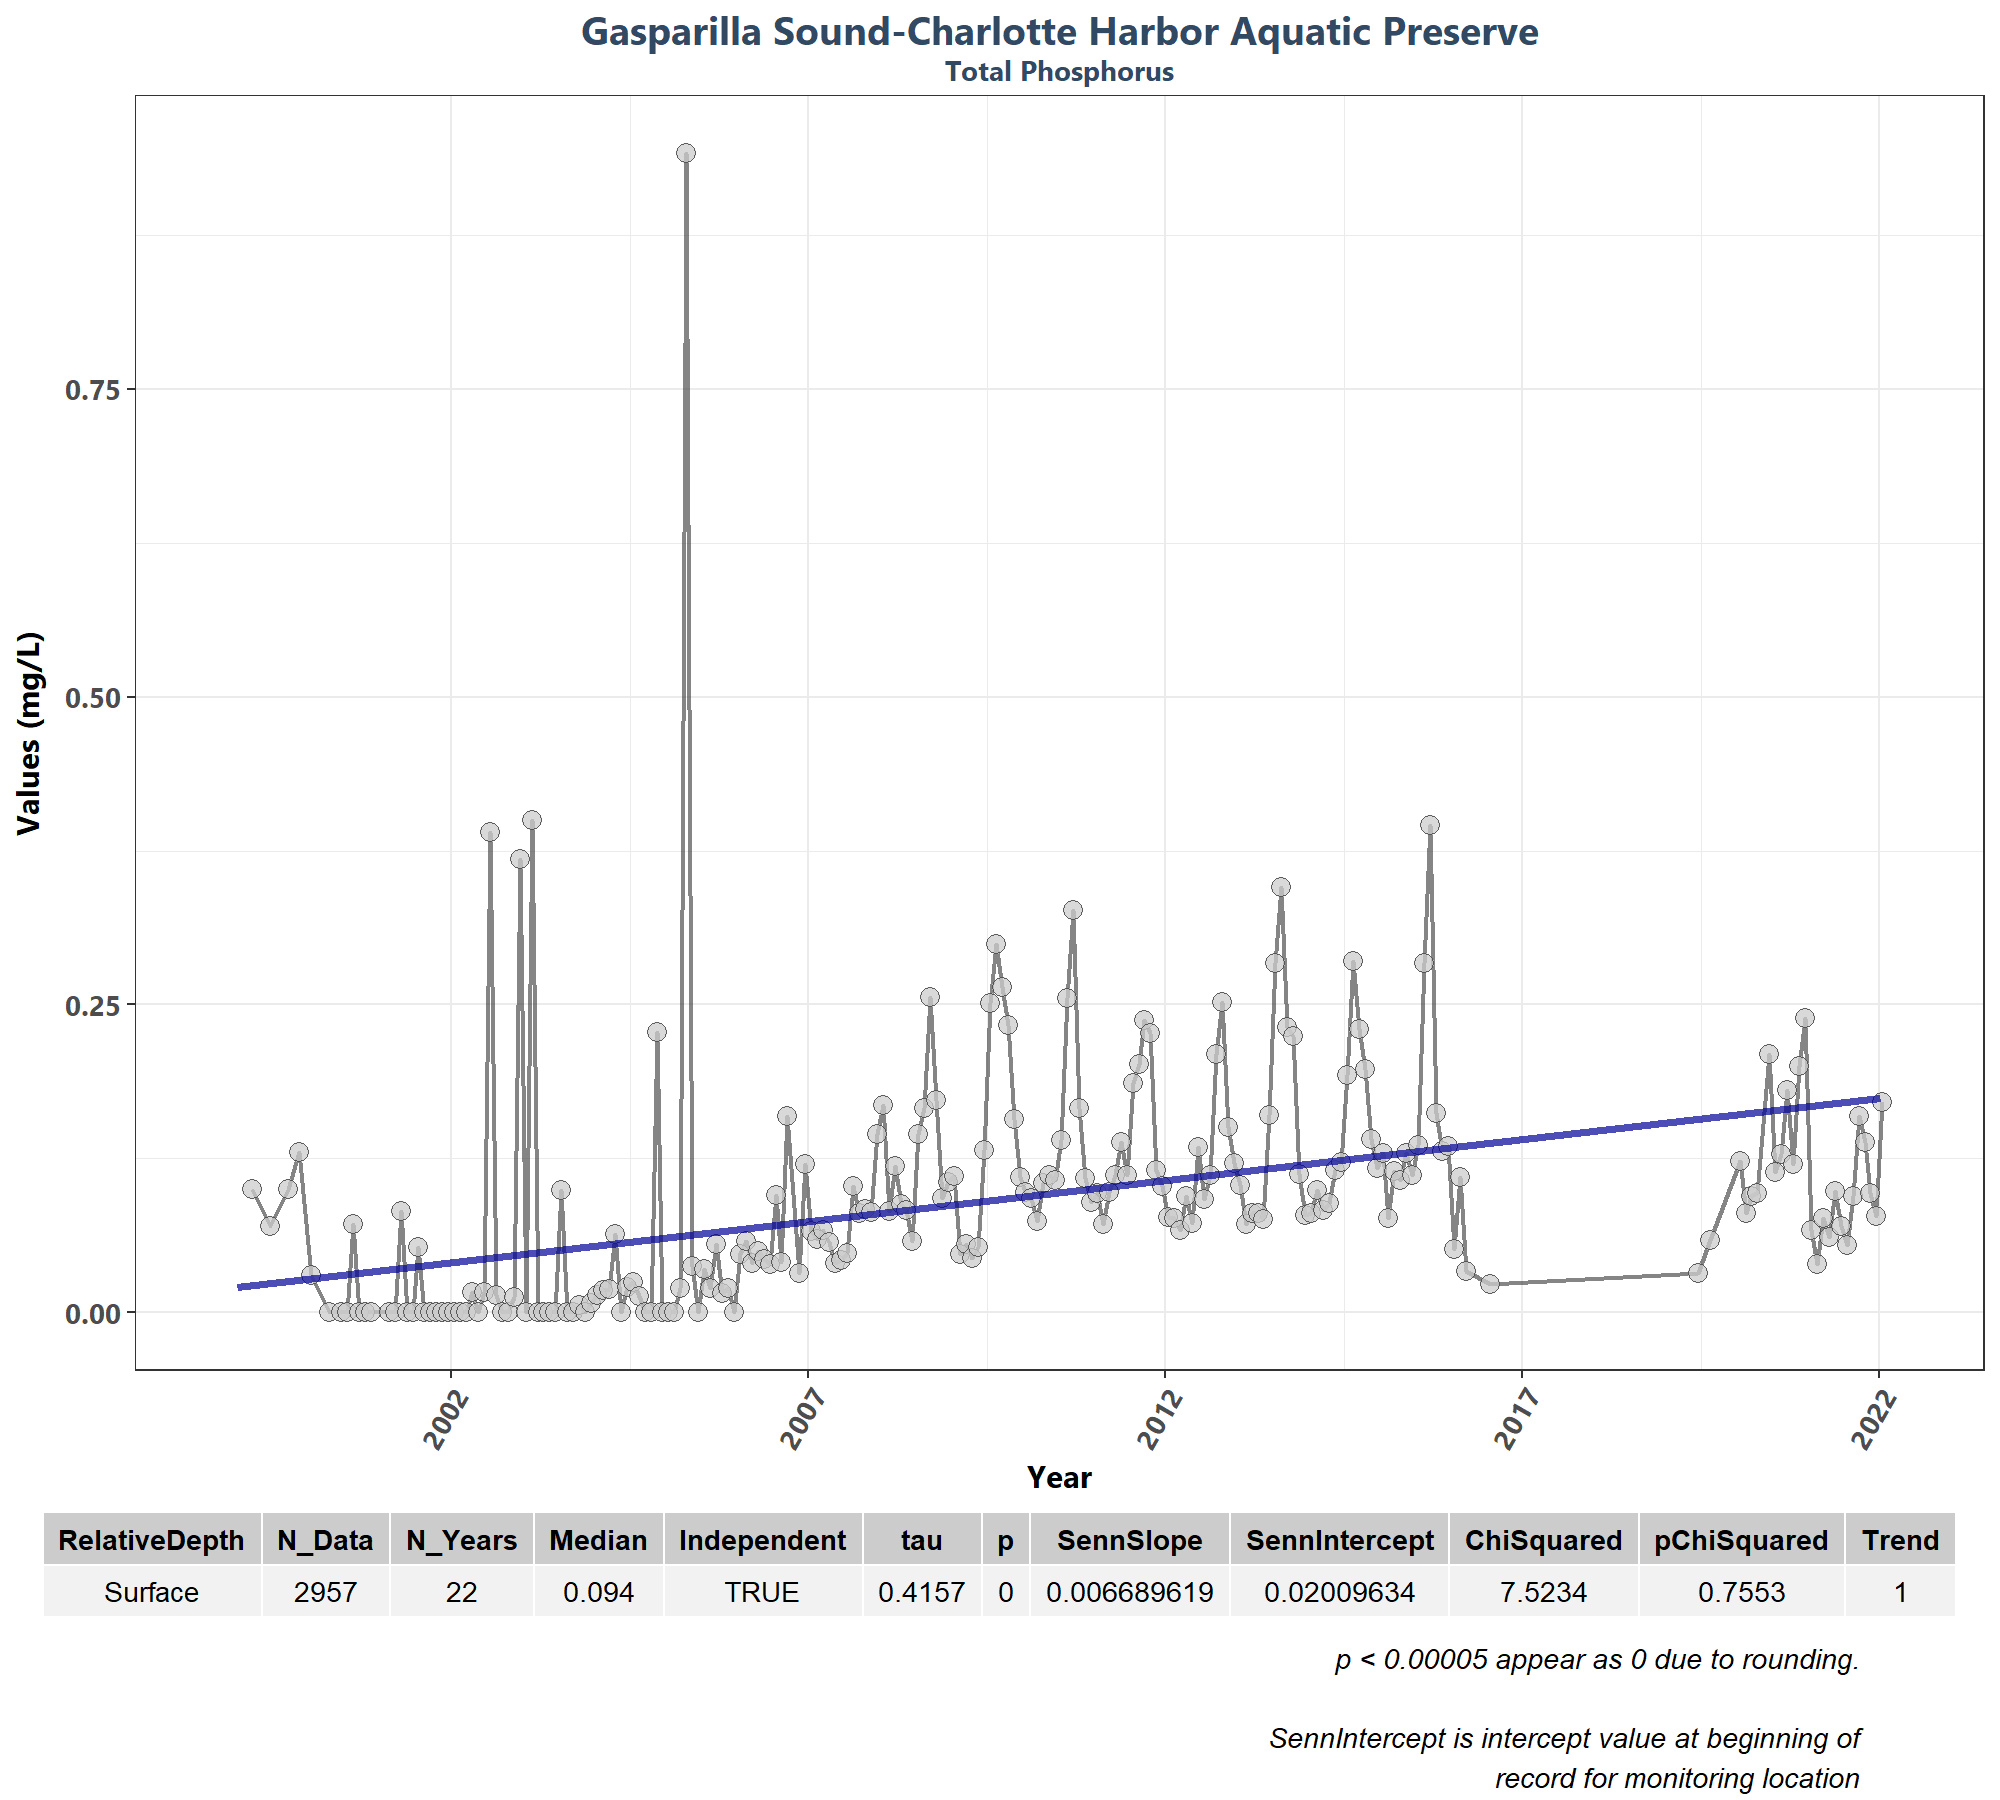 Gasparilla Sound-Charlotte Harbor Aquatic Preserve
Total Phosphorus
Values (mg/L)
0.75
0.50
0.25
0.00
2002 2007 2012 2017 2022
Year
RelativeDepth N_Data N_Years Median Independent tau p SennSlope SennIntercept ChiSquared pChiSquared Trend
Surface 2957 22 0.094 TRUE 0.4157 0 0.006689619 0.02009634 7.5234 0.7553 1
p < 0.00005 appear as 0 due to rounding.
SennIntercept is intercept value at beginning of
record for monitoring location